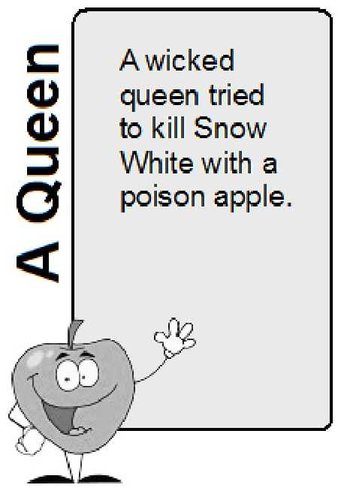 A Queen
A wicked
queen tried
to kill Snow
White with a
poison apple.